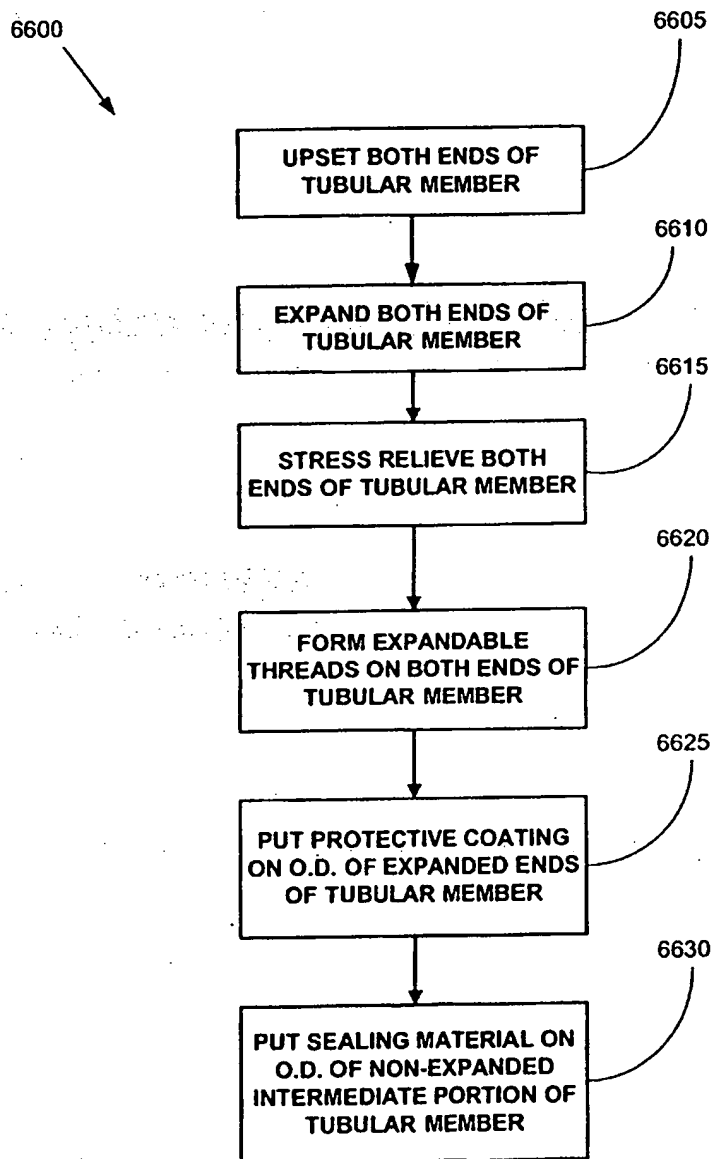 6600
6605
UPSET BOTH ENDS OF
TUBULAR MEMBER
6610
EXPAND BOTH ENDS OF
TUBULAR MEMBER
6615
STRESS RELIEVE BOTH
ENDS OF TUBULAR MEMBER
6620
FORM EXPANDABLE
THREADS ON BOTH ENDS OF
TUBULAR MEMBER
6625
PUT PROTECTIVE COATING
ON O.D. OF EXPANDED ENDS
OF TUBULAR MEMBER
6630
PUT SEALING MATERIAL ON
O.D. OF NON-EXPANDED
INTERMEDIATE PORTION OF
TUBULAR MEMBER